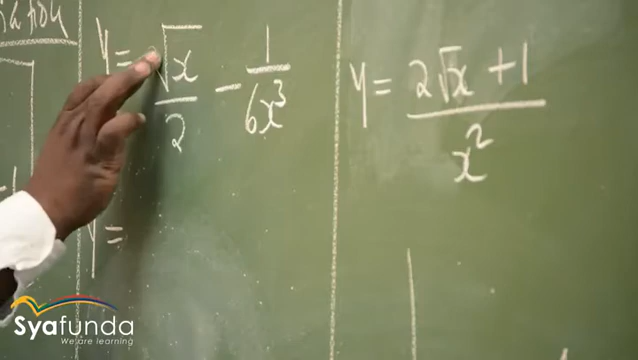 y = √x/2 - 1/6x³
y =
y = 2√x + 1/x²
Syafunda
We are learning